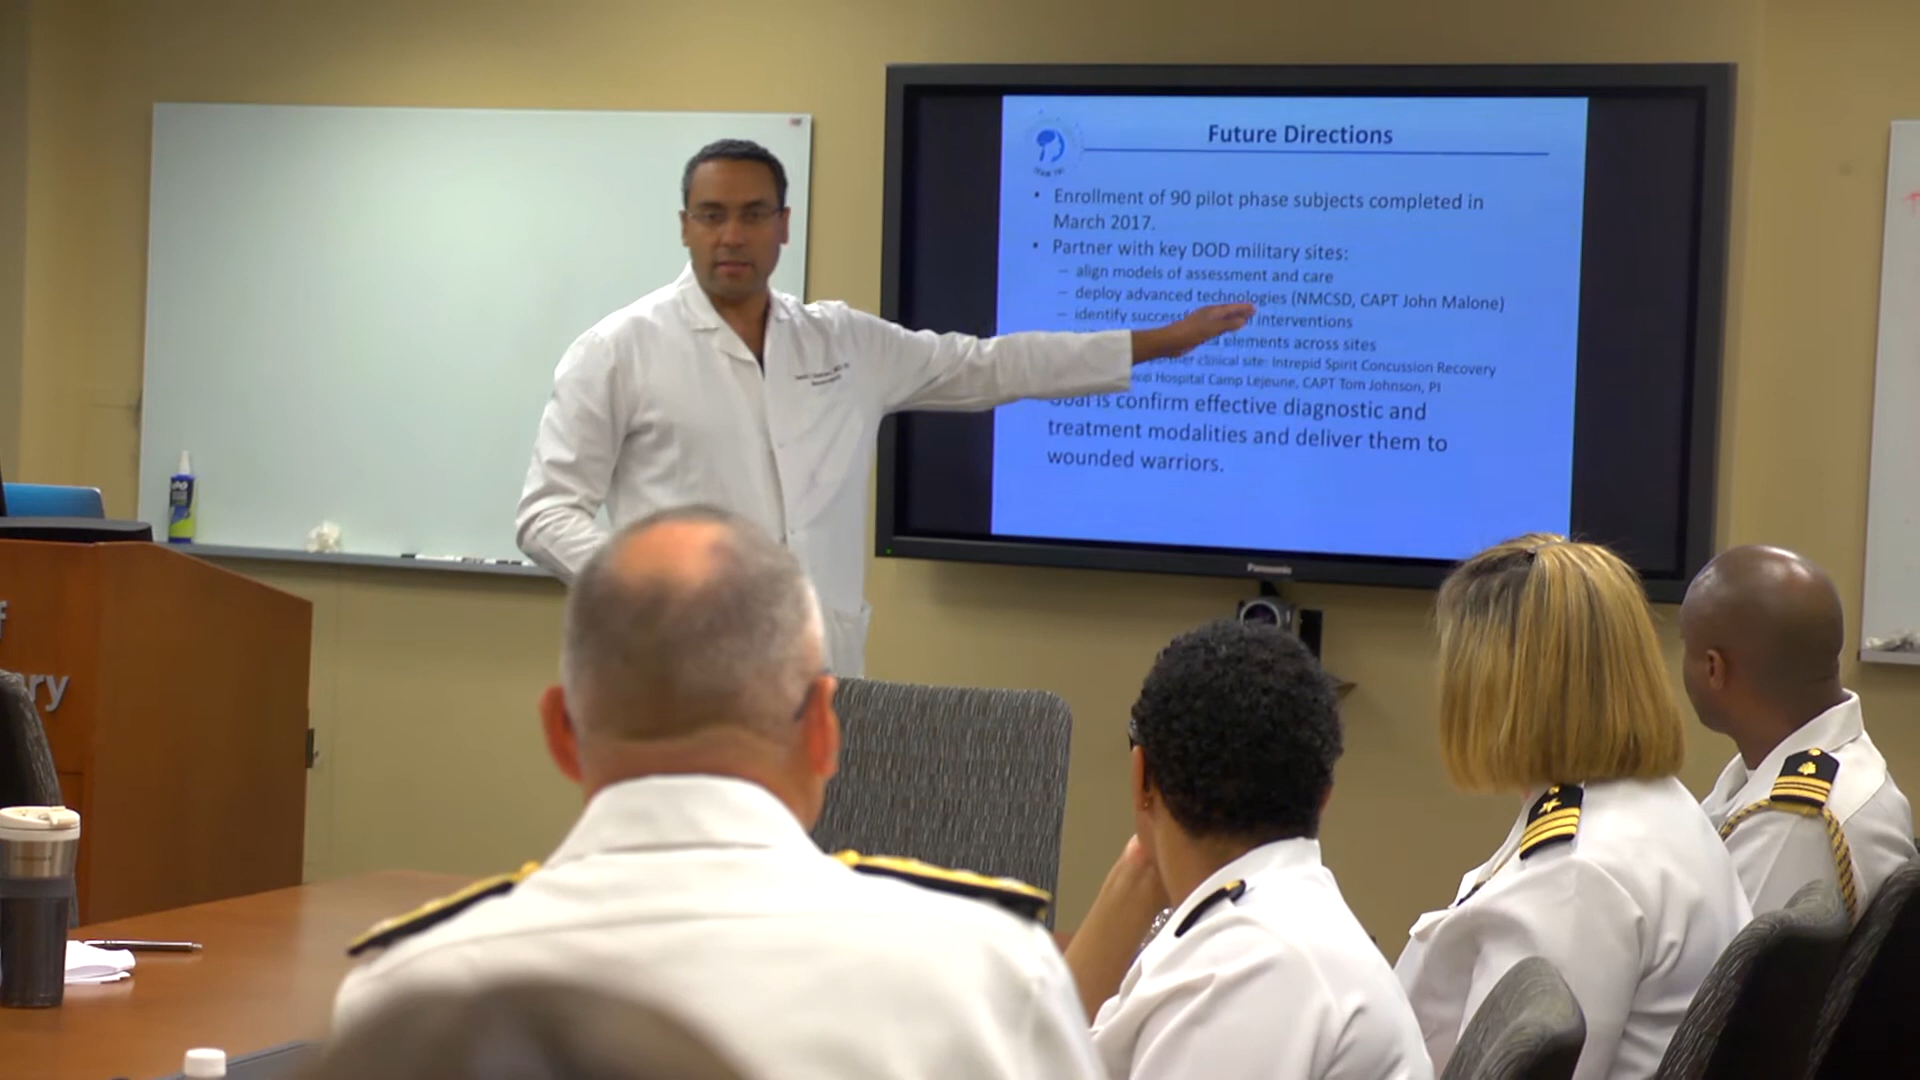 Future Directions
• Enrollment of 90 pilot phase subjects completed in
March 2017.
• Partner with key DOD military sites:
– align models of assessment and care
– deploy advanced technologies (NMCSD, CAPT John Malone)
– identify interventions
elements across sites
clinical site: Intrepid Spirit Concussion Recovery
Hospital Camp Lejeune, CAPT Tom Johnson, PI
is confirm effective diagnostic and
treatment modalities and deliver them to
wounded warriors.
Panasonic